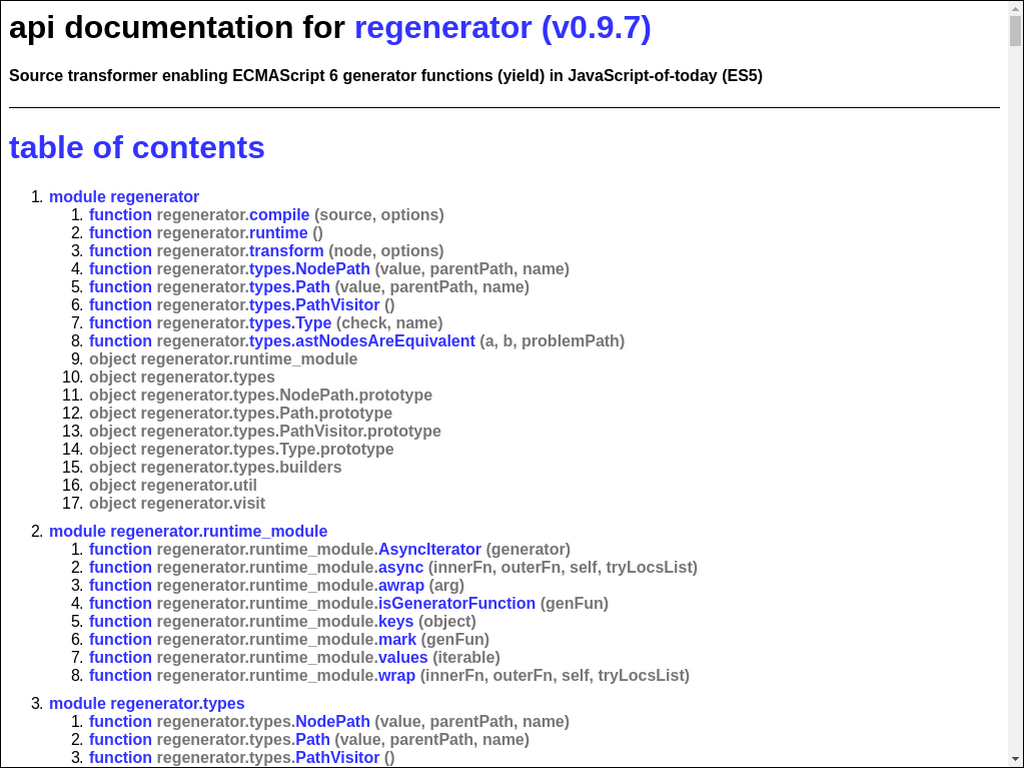 api documentation for regenerator (v0.9.7)
Source transformer enabling ECMAScript 6 generator functions (yield) in JavaScript-of-today (ES5)
table of contents
1. module regenerator
1. function regenerator.compile (source, options)
2. function regenerator.runtime ()
3. function regenerator.transform (node, options)
4. function regenerator.types.NodePath (value, parentPath, name)
5. function regenerator.types.Path (value, parentPath, name)
6. function regenerator.types.PathVisitor ()
7. function regenerator.types.Type (check, name)
8. function regenerator.types.astNodesAreEquivalent (a, b, problemPath)
9. object regenerator.runtime_module
10. object regenerator.types
11. object regenerator.types.NodePath.prototype
12. object regenerator.types.Path.prototype
13. object regenerator.types.PathVisitor.prototype
14. object regenerator.types.Type.prototype
15. object regenerator.types.builders
16. object regenerator.util
17. object regenerator.visit
2. module regenerator.runtime_module
1. function regenerator.runtime_module.AsyncIterator (generator)
2. function regenerator.runtime_module.async (innerFn, outerFn, self, tryLocsList)
3. function regenerator.runtime_module.awrap (arg)
4. function regenerator.runtime_module.isGeneratorFunction (genFun)
5. function regenerator.runtime_module.keys (object)
6. function regenerator.runtime_module.mark (genFun)
7. function regenerator.runtime_module.values (iterable)
8. function regenerator.runtime_module.wrap (innerFn, outerFn, self, tryLocsList)
3. module regenerator.types
1. function regenerator.types.NodePath (value, parentPath, name)
2. function regenerator.types.Path (value, parentPath, name)
3. function regenerator.types.PathVisitor ()